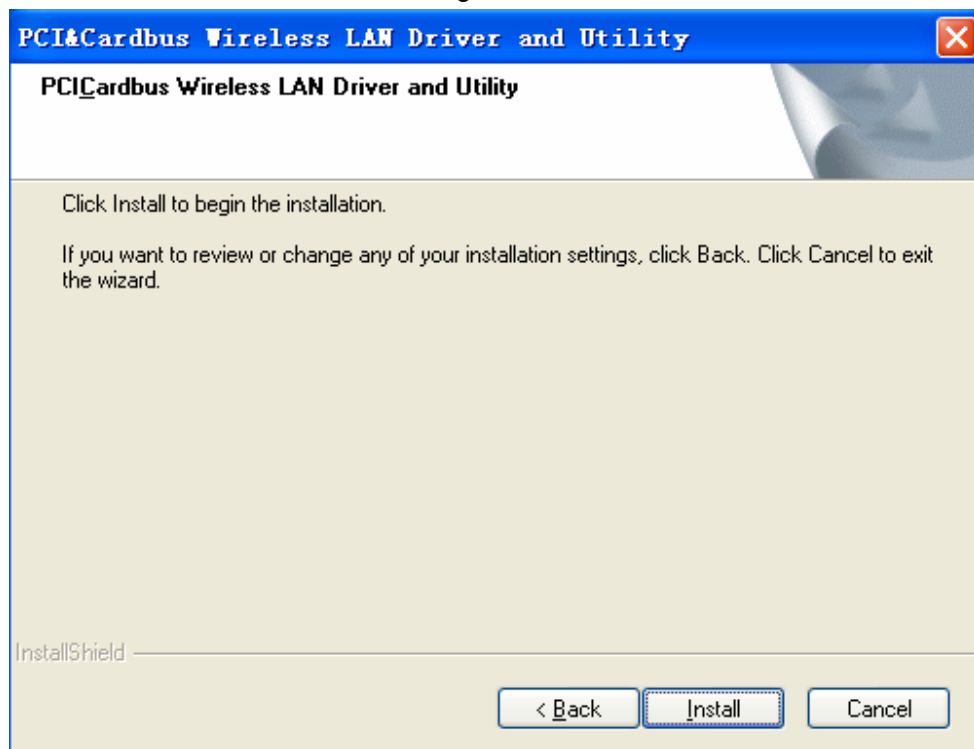 PCI&Cardbus Wireless LAN Driver and Utility
PCICardbus Wireless LAN Driver and Utility
Click Install to begin the installation.
If you want to review or change any of your installation settings, click Back. Click Cancel to exit
the wizard.
InstallShield
< Back
Install
Cancel